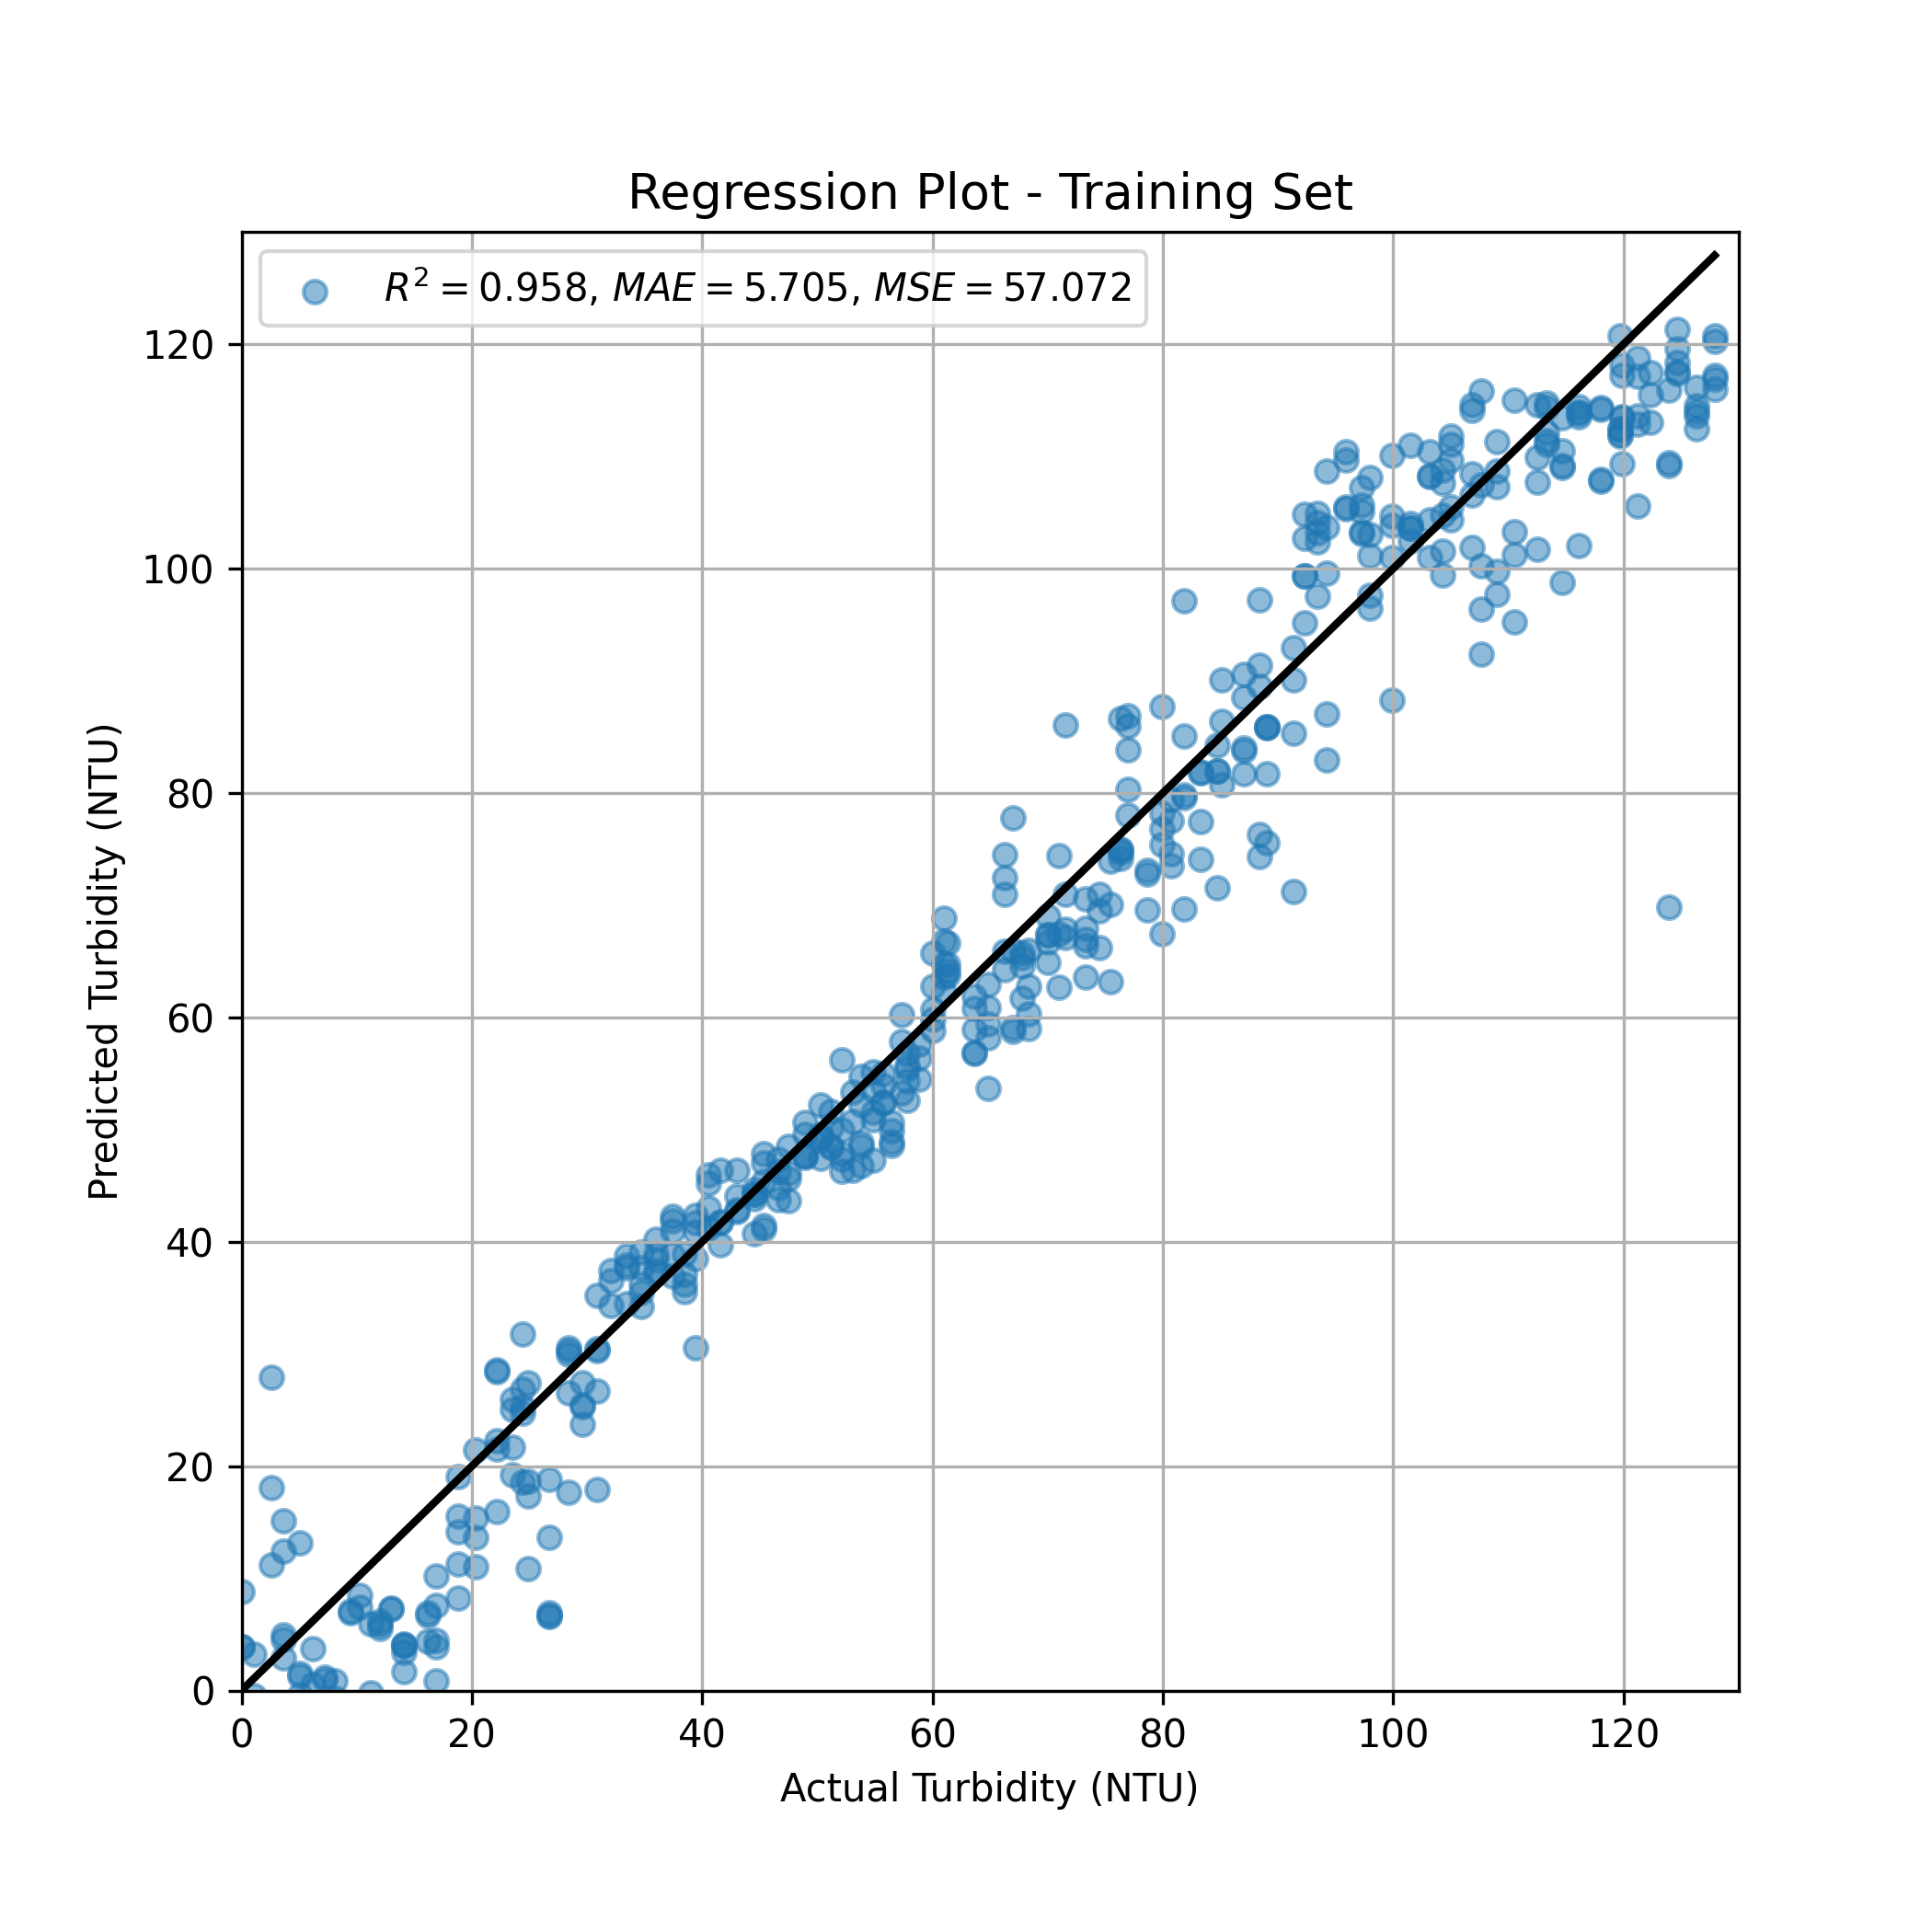 Regression Plot - Training Set
R² = 0.958, MAE = 5.705, MSE = 57.072
120
100
80
60
40
20
0
Predicted Turbidity (NTU)
0 20 40 60 80 100 120
Actual Turbidity (NTU)